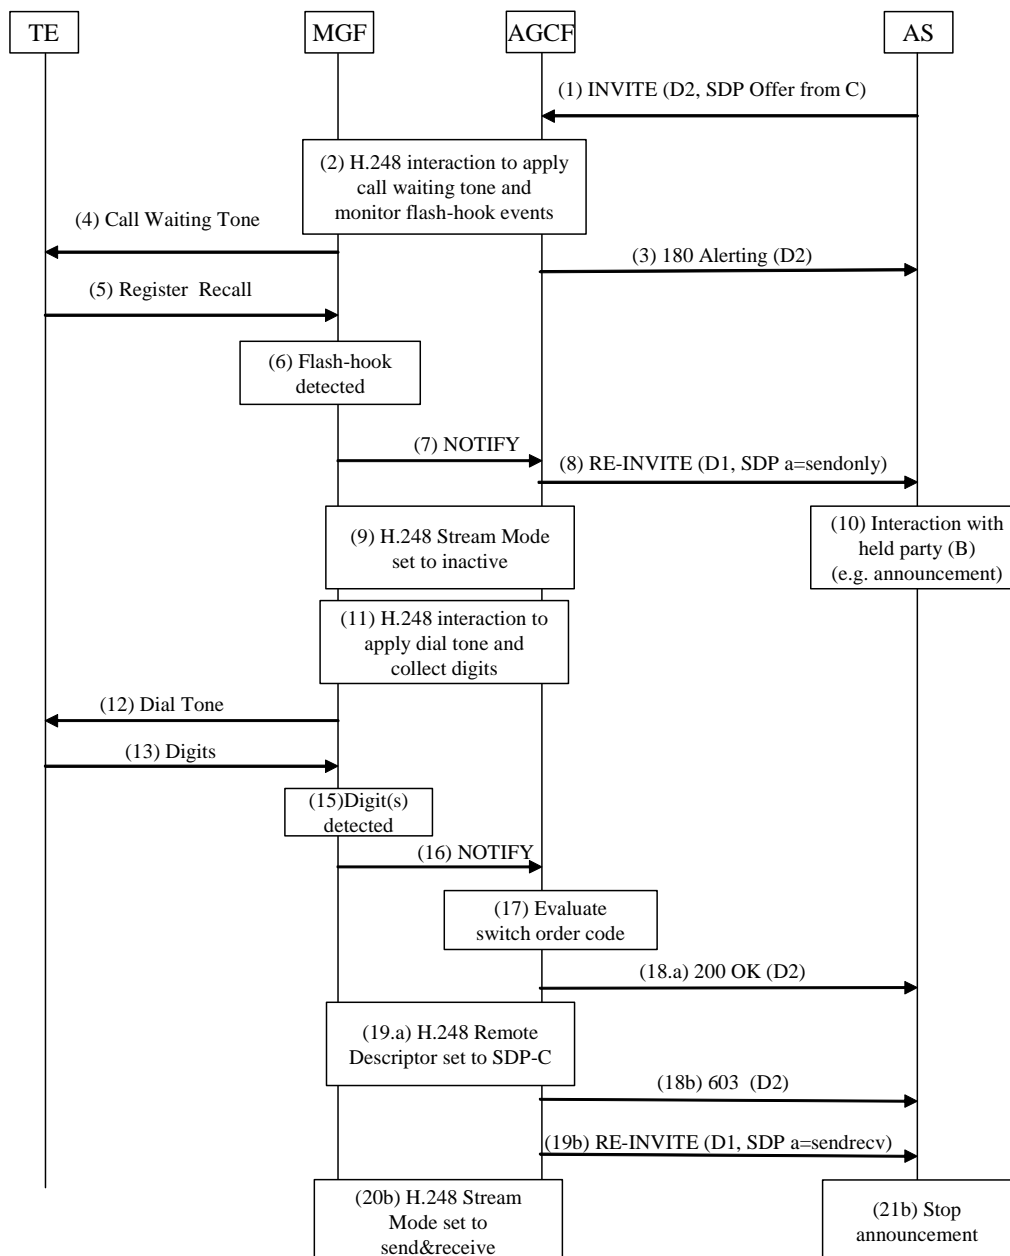 TE
MGF
AGCF
AS
(1) INVITE (D2, SDP Offer from C)
(2) H.248 interaction to apply
call waiting tone and
monitor flash-hook events
(4) Call Waiting Tone
(3) 180 Alerting (D2)
(5) Register Recall
(6) Flash-hook
detected
(7) NOTIFY
(8) RE-INVITE (D1, SDP a=sendonly)
(9) H.248 Stream Mode
set to inactive
(10) Interaction with
held party (B)
(e.g. announcement)
(11) H.248 interaction to
apply dial tone and
collect digits
(12) Dial Tone
(13) Digits
(15)Digit(s)
detected
(16) NOTIFY
(17) Evaluate
switch order code
(18.a) 200 OK (D2)
(19.a) H.248 Remote
Descriptor set to SDP-C
(18b) 603 (D2)
(19b) RE-INVITE (D1, SDP a=sendrecv)
(20b) H.248 Stream
Mode set to
send&receive
(21b) Stop
announcement